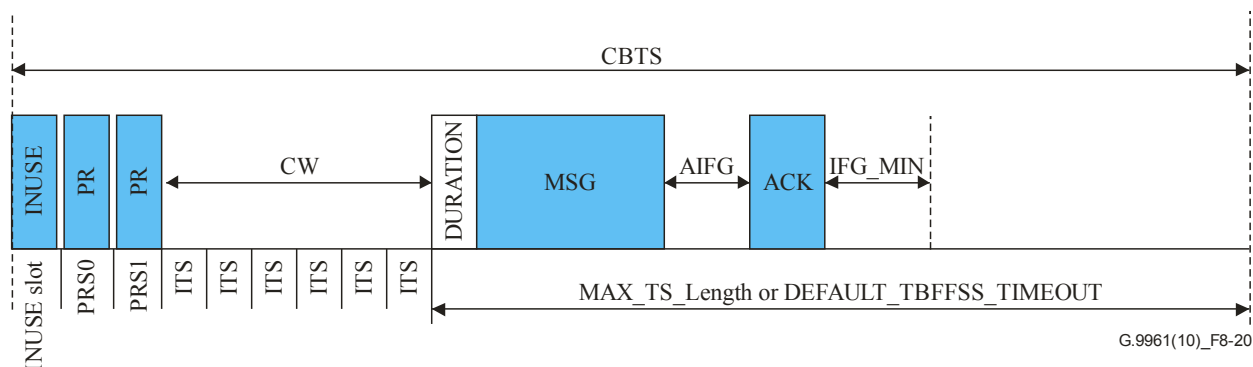 CBTS
INUSE
PR
PR
CW
DURATION
MSG
AIFG
ACK
IFG_MIN
INUSE slot
PRS0
PRS1
ITS
ITS
ITS
ITS
ITS
ITS
MAX_TS_Length or DEFAULT_TBFFSS_TIMEOUT
G.9961(10)_F8-20